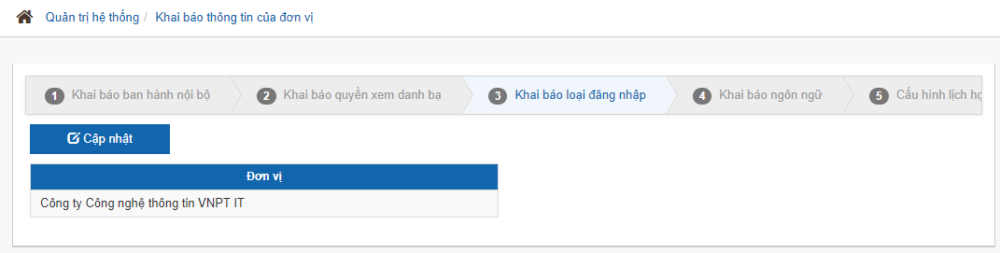 Quản trị hệ thống / Khai báo thông tin của đơn vị
1 Khai báo ban hành nội bộ 2 Khai báo quyền xem danh bạ 3 Khai báo loại đăng nhập 4 Khai báo ngôn ngữ 5 Cấu hình lịch
Cập nhật
Đơn vị
Công ty Công nghệ thông tin VNPT IT